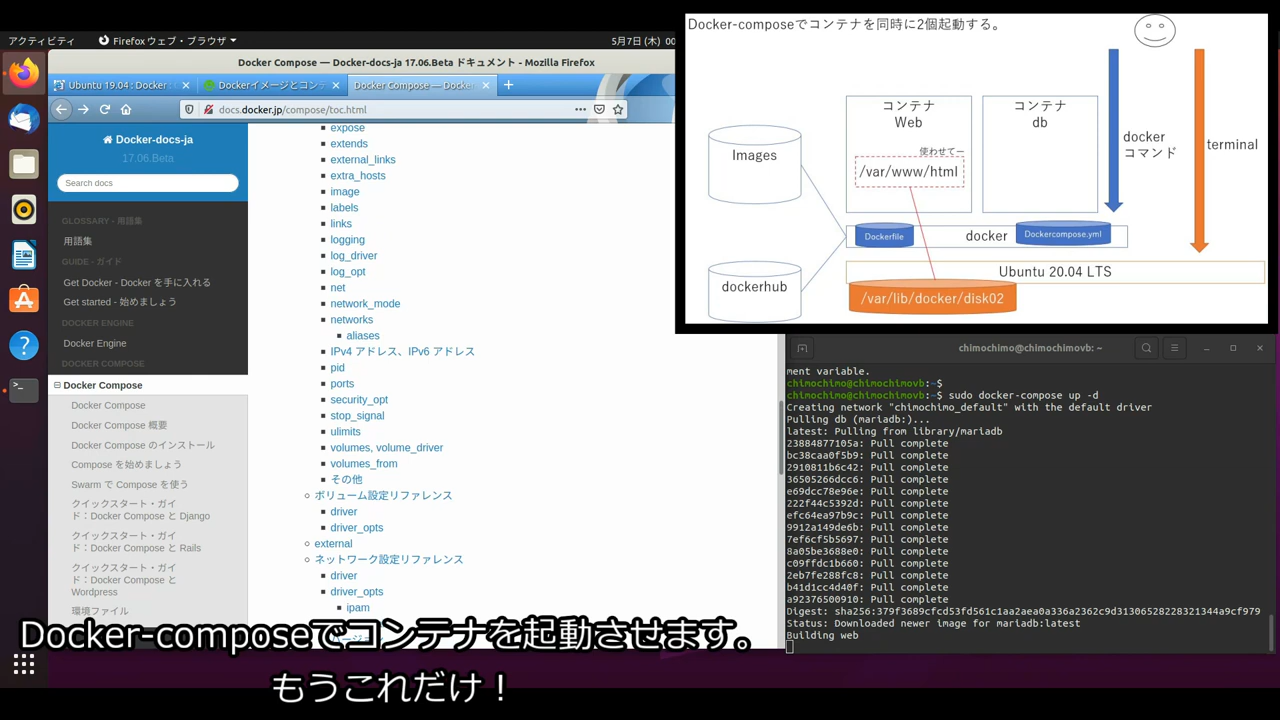 アクティビティ
Firefox ウェブ・ブラウザ
5月7日 (木) 00
Docker Compose — Docker-docs-ja 17.06.Beta ドキュメント - Mozilla Firefox
Ubuntu 19.04 : Docker :
Dockerイメージとコンテ
Docker Compose — Docker
docs.docker.jp/compose/toc.html
Docker-docs-ja
17.06.Beta
Search docs
GLOSSARY - 用語集
用語集
GUIDE - ガイド
Get Docker - Docker を手に入れる
Get started - 始めましょう
DOCKER ENGINE
Docker Engine
DOCKER COMPOSE
Docker Compose
Docker Compose
Docker Compose 概要
Docker Compose のインストール
Compose を始めましょう
Swarm で Compose を使う
クイックスタート・ガイ
ド：Docker Compose と Django
クイックスタート・ガイ
ド：Docker Compose と Rails
クイックスタート・ガイ
ド：Docker Compose と
Wordpress
環境ファイル
expose
extends
external_links
extra_hosts
image
labels
links
logging
log_driver
log_opt
net
network_mode
networks
aliases
IPv4 アドレス、IPv6 アドレス
pid
ports
security_opt
stop_signal
ulimits
volumes, volume_driver
volumes_from
その他
ボリューム設定リファレンス
driver
driver_opts
external
ネットワーク設定リファレンス
driver
driver_opts
ipam
Docker-composeでコンテナを同時に2個起動する。
コンテナ
Web
コンテナ
db
docker
コマンド
terminal
Images
使わせてー
/var/www/html
Dockerfile
docker
Dockercompose.yml
dockerhub
Ubuntu 20.04 LTS
/var/lib/docker/disk02
chimochimo@chimochimovb: ~
ment variable.
chimochimo@chimochimovb:~$
chimochimo@chimochimovb:~$ sudo docker-compose up -d
Creating network "chimochimo_default" with the default driver
Pulling db (mariadb:)...
latest: Pulling from library/mariadb
23884877105a: Pull complete
bc38caa0f5b9: Pull complete
2910811b6c42: Pull complete
36505266dcc6: Pull complete
e69dcc78e96e: Pull complete
222f44c5392d: Pull complete
efc64ea97b9c: Pull complete
9912a149de6b: Pull complete
7ef6cf5b5697: Pull complete
8a05be3688e0: Pull complete
c09ffdc1b660: Pull complete
2eb7fe288fc8: Pull complete
b41d1cc4d40f: Pull complete
a92376500910: Pull complete
Digest: sha256:379f3689cfcd53fd561c1aa2aea0a336a2362c9d31306528228321344a9cf979
Status: Downloaded newer image for mariadb:latest
Building web
Docker-composeでコンテナを起動させます。
もうこれだけ！